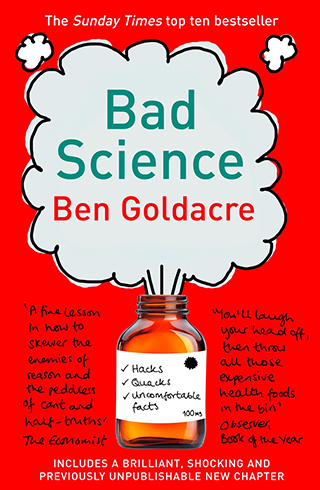 The Sunday Times top ten bestseller
Bad
Science
Ben Goldacre
'A fine lesson
in how to
skewer the
enemies of
reason and
the peddlers
of cant and
half-truths'
The Economist
✓ Hacks
✓ Quacks
✓ Uncomfortable
facts
100mg
"You'll laugh
your head off,
then throw
all those
expensive
health foods
in the bin'
Observer,
Book of the Year
INCLUDES A BRILLIANT, SHOCKING AND
PREVIOUSLY UNPUBLISHABLE NEW CHAPTER